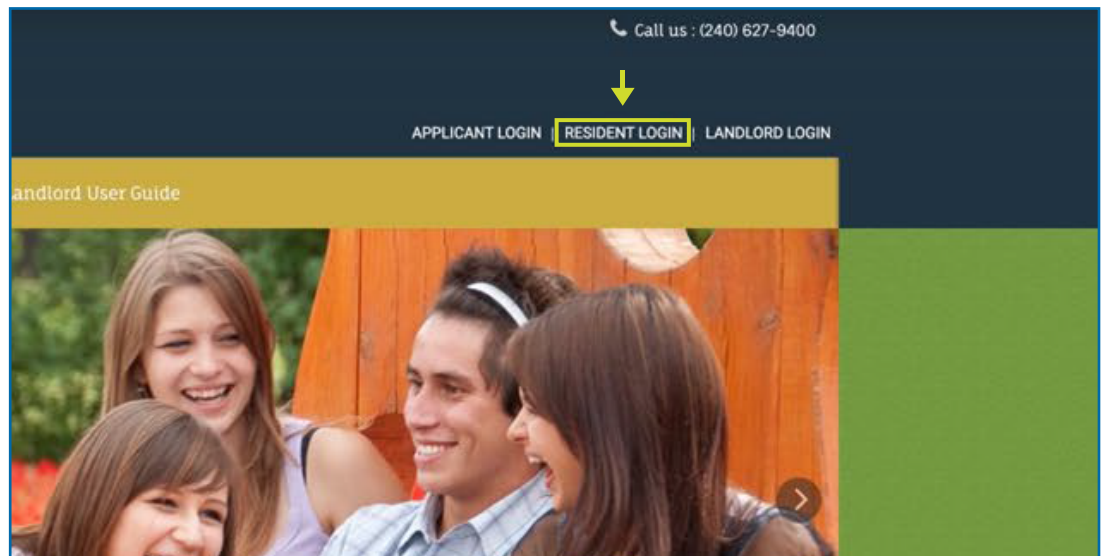 Call us : (240) 627-9400
APPLICANT LOGIN | RESIDENT LOGIN | LANDLORD LOGIN
andlord User Guide